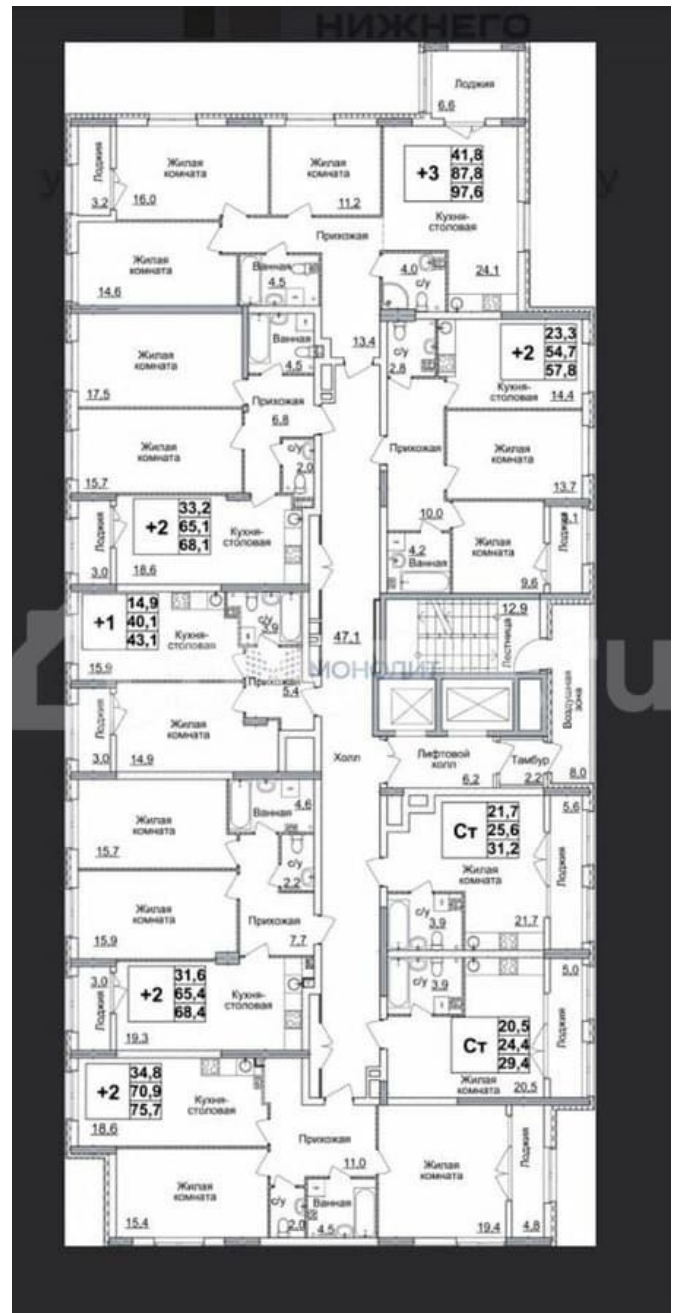 НИЖНЕГО
Лоджия
6.6
Лоджия
3.2
Жилая
комната
16.0
Жилая
комната
11.2
+3
41,8
87,8
97,6
Кухня-
столовая
24.1
Прихожая
13.4
Жилая
комната
14.6
Ванная
4.5
4.0
с/у
Жилая
комната
17.5
Ванная
4.5
с/у
2.8
+2
23,3
54,7
57,8
Кухня-
столовая
14.4
Прихожая
6.8
Жилая
комната
15.7
с/у
2.0
Прихожая
10.0
Жилая
комната
13.7
Лоджия
3.0
+2
33,2
65,1
68,1
Кухня-
столовая
18.6
4.2
Ванная
Жилая
комната
9.6
Лоджия
+1
14,9
40,1
43,1
Кухня-
столовая
15.9
с/у
3.9
47.1
12.9
Лестница
МОНОЛИТ
u
5.4
Лоджия
3.0
Жилая
комната
14.9
Холл
Лифтовой
холл
6.2
Тамбур
2.2
Воздушная
зона
8.0
Жилая
комната
15.7
Ванная
4.6
с/у
2.2
Ст
21,7
25,6
31,2
Жилая
комната
21.7
5.6
Лоджия
с/у
3.9
Жилая
комната
15.9
Прихожая
7.7
3.0
Лоджия
+2
31,6
65,4
68,4
Кухня-
столовая
19.3
с/у
3.9
Ст
20,5
24,4
29,4
Жилая
комната
20.5
5.0
Лоджия
+2
34,8
70,9
75,7
Кухня-
столовая
18.6
Прихожая
11.0
Жилая
комната
15.4
с/у
2.0
Ванная
4.5
Жилая
комната
19.4
Лоджия
4.8